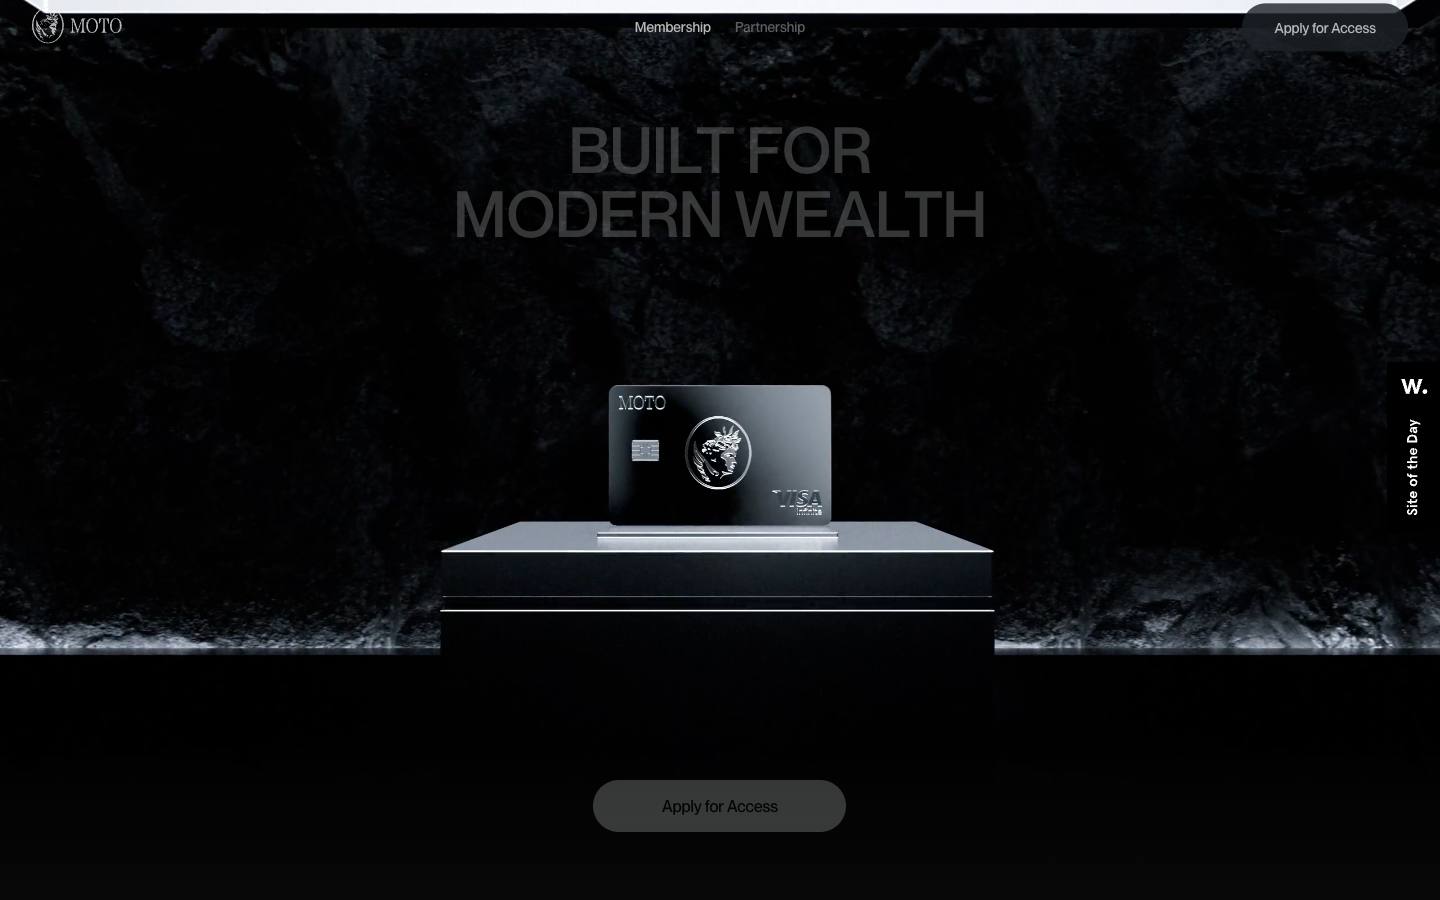 MOTO
Membership
Partnership
Apply for Access
BUILT FOR
MODERN WEALTH
MOTO
VISA
Infinite
W.
Site of the Day
Apply for Access